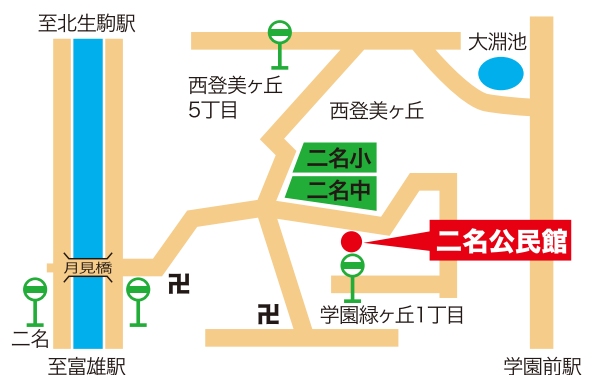 至北生駒駅
大淵池
西登美ヶ丘
5丁目
西登美ヶ丘
二名小
二名中
二名公民館
月見橋
卍
卍
二名
学園緑ヶ丘1丁目
至富雄駅
学園前駅